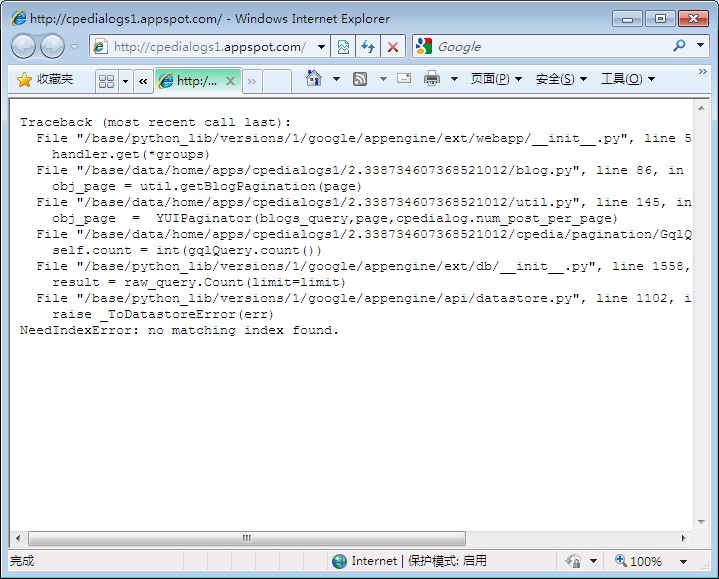 http://cpedialogs1.appspot.com/ - Windows Internet Explorer
http://cpedialogs1.appspot.com/
Google
收藏夹
http:/...
页面(P)
安全(S)
工具(O)
Traceback (most recent call last):
File "/base/python_lib/versions/1/google/appengine/ext/webapp/__init__.py", line 5
handler.get(*groups)
File "/base/data/home/apps/cpedialogs1/2.338734607368521012/blog.py", line 86, in
obj_page = util.getBlogPagination(page)
File "/base/data/home/apps/cpedialogs1/2.338734607368521012/util.py", line 145, in
obj_page  =  YUIPaginator(blogs_query,page,cpedialog.num_post_per_page)
File "/base/data/home/apps/cpedialogs1/2.338734607368521012/cpedia/pagination/GqlQ
self.count = int(gqlQuery.count())
File "/base/python_lib/versions/1/google/appengine/ext/db/__init__.py", line 1558,
result = raw_query.Count(limit=limit)
File "/base/python_lib/versions/1/google/appengine/api/datastore.py", line 1102, i
raise _ToDatastoreError(err)
NeedIndexError: no matching index found.
完成
Internet | 保护模式: 启用
100%